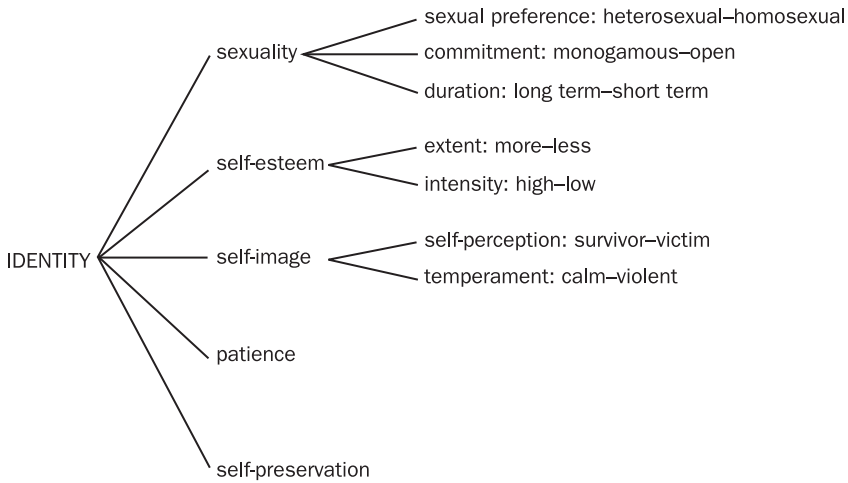 sexual preference: heterosexual–homosexual
sexuality
commitment: monogamous–open
duration: long term–short term
extent: more–less
self-esteem
intensity: high–low
self-perception: survivor–victim
IDENTITY
self-image
temperament: calm–violent
patience
self-preservation